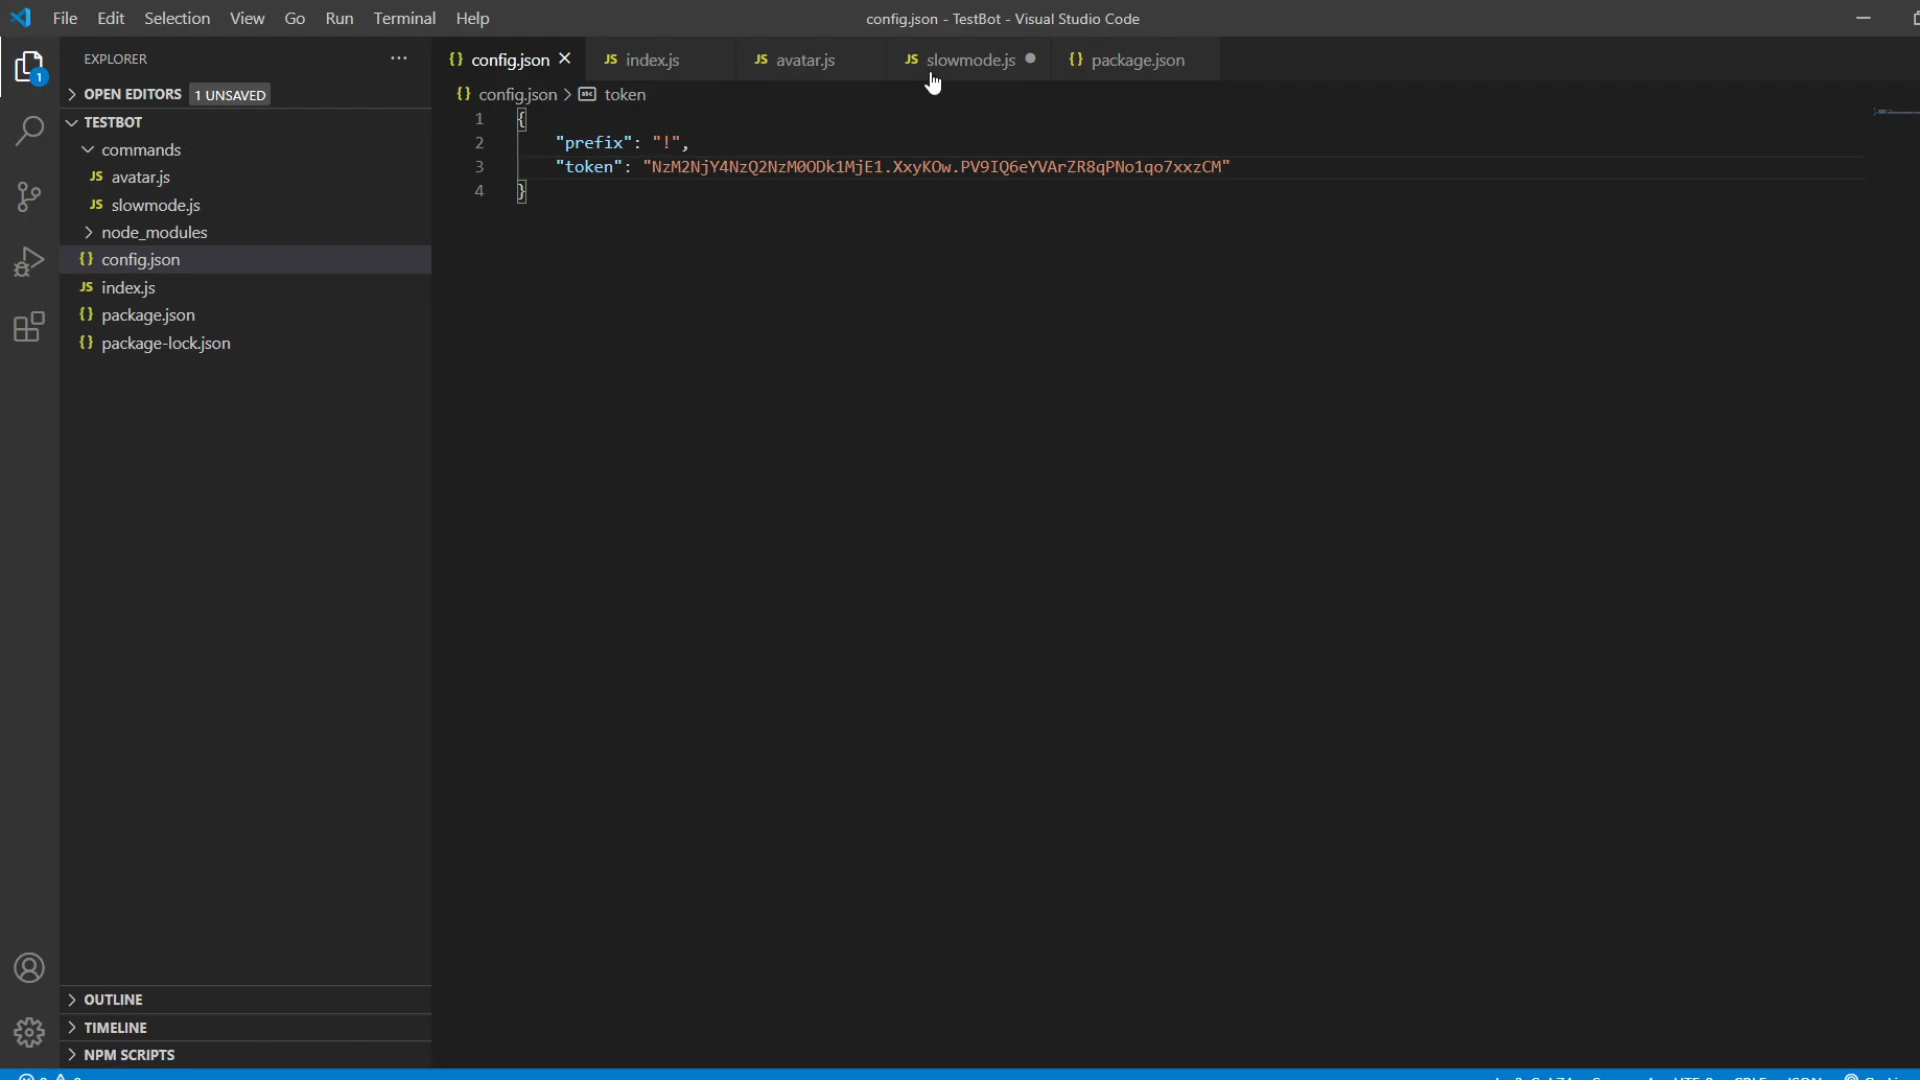 File Edit Selection View Go Run Terminal Help
config.json - TestBot - Visual Studio Code
EXPLORER
config.json
index.js
avatar.js
slowmode.js
package.json
OPEN EDITORS 1 UNSAVED
config.json > token
TESTBOT
commands
avatar.js
slowmode.js
node_modules
config.json
index.js
package.json
package-lock.json
1 {
2 "prefix": "!",
3 "token": "NzM2NjY4NzQ2NzM0ODk1MjE1.XxyKOw.PV9IQ6eYVArZR8qPNo1qo7xxzCM"
4 }
OUTLINE
TIMELINE
NPM SCRIPTS